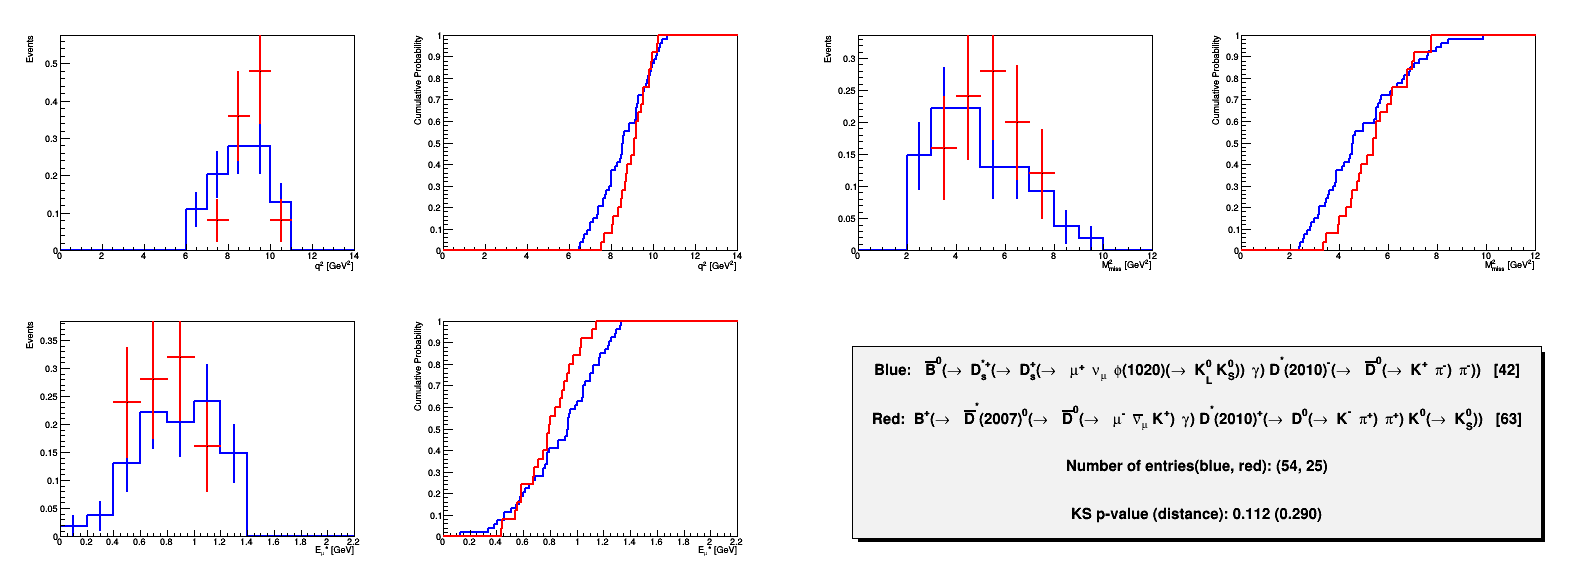 Events
0.5
0.4
0.3
0.2
0.1
0
0 2 4 6 8 10 12 14
q² [GeV²]
Cumulative Probability
1
0.9
0.8
0.7
0.6
0.5
0.4
0.3
0.2
0.1
0
0 2 4 6 8 10 12 14
q² [GeV²]
Events
0.3
0.25
0.2
0.15
0.1
0.05
0
0 2 4 6 8 10 12
M²miss [GeV²]
Cumulative Probability
1
0.9
0.8
0.7
0.6
0.5
0.4
0.3
0.2
0.1
0
0 2 4 6 8 10 12
M²miss [GeV²]
Events
0.35
0.3
0.25
0.2
0.15
0.1
0.05
0
0 0.2 0.4 0.6 0.8 1 1.2 1.4 1.6 1.8 2 2.2
Eμ* [GeV]
Cumulative Probability
1
0.9
0.8
0.7
0.6
0.5
0.4
0.3
0.2
0.1
0
0 0.2 0.4 0.6 0.8 1 1.2 1.4 1.6 1.8 2 2.2
Eμ* [GeV]
Blue: B̅⁰(→ Dₛ*⁺(→ Dₛ⁺(→ μ⁺ νμ ϕ(1020)(→ K⁰L K⁰S)) γ) D*(2010)⁻(→ D̅⁰(→ K⁺ π⁻) π⁻)) [42]
Red: B⁺(→ D̅*(2007)⁰(→ D̅⁰(→ μ⁻ ν̅μ K⁺) γ) D*(2010)⁺(→ D⁰(→ K⁻ π⁺) π⁺) K⁰(→ K⁰S)) [63]
Number of entries(blue, red): (54, 25)
KS p-value (distance): 0.112 (0.290)